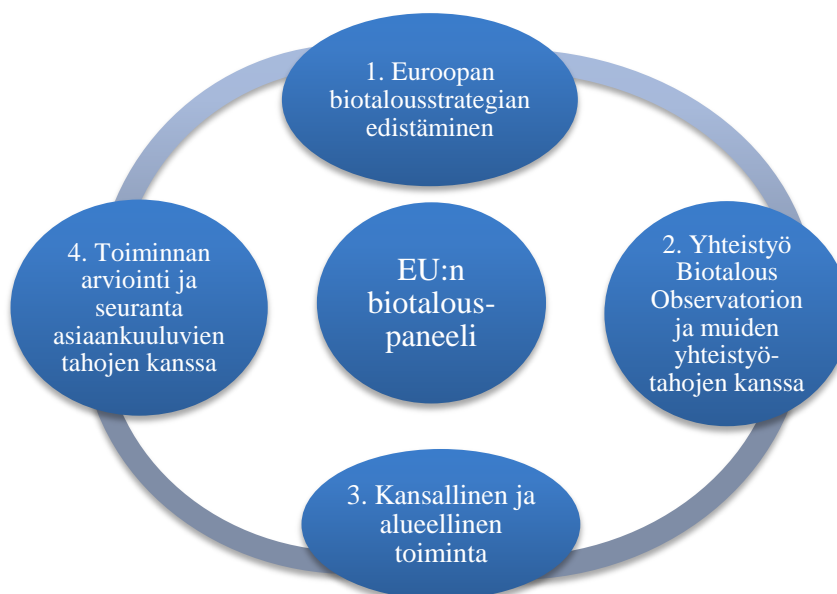 1. Euroopan
biotalousstrategian
edistäminen
2. Yhteistyö
Biotalous
Observatorion
ja muiden
yhteistyö-
tahojen kanssa
3. Kansallinen ja
alueellinen
toiminta
4. Toiminnan
arviointi ja
seuranta
asiaankuuluvien
tahojen kanssa
EU:n
biotalous-
paneeli